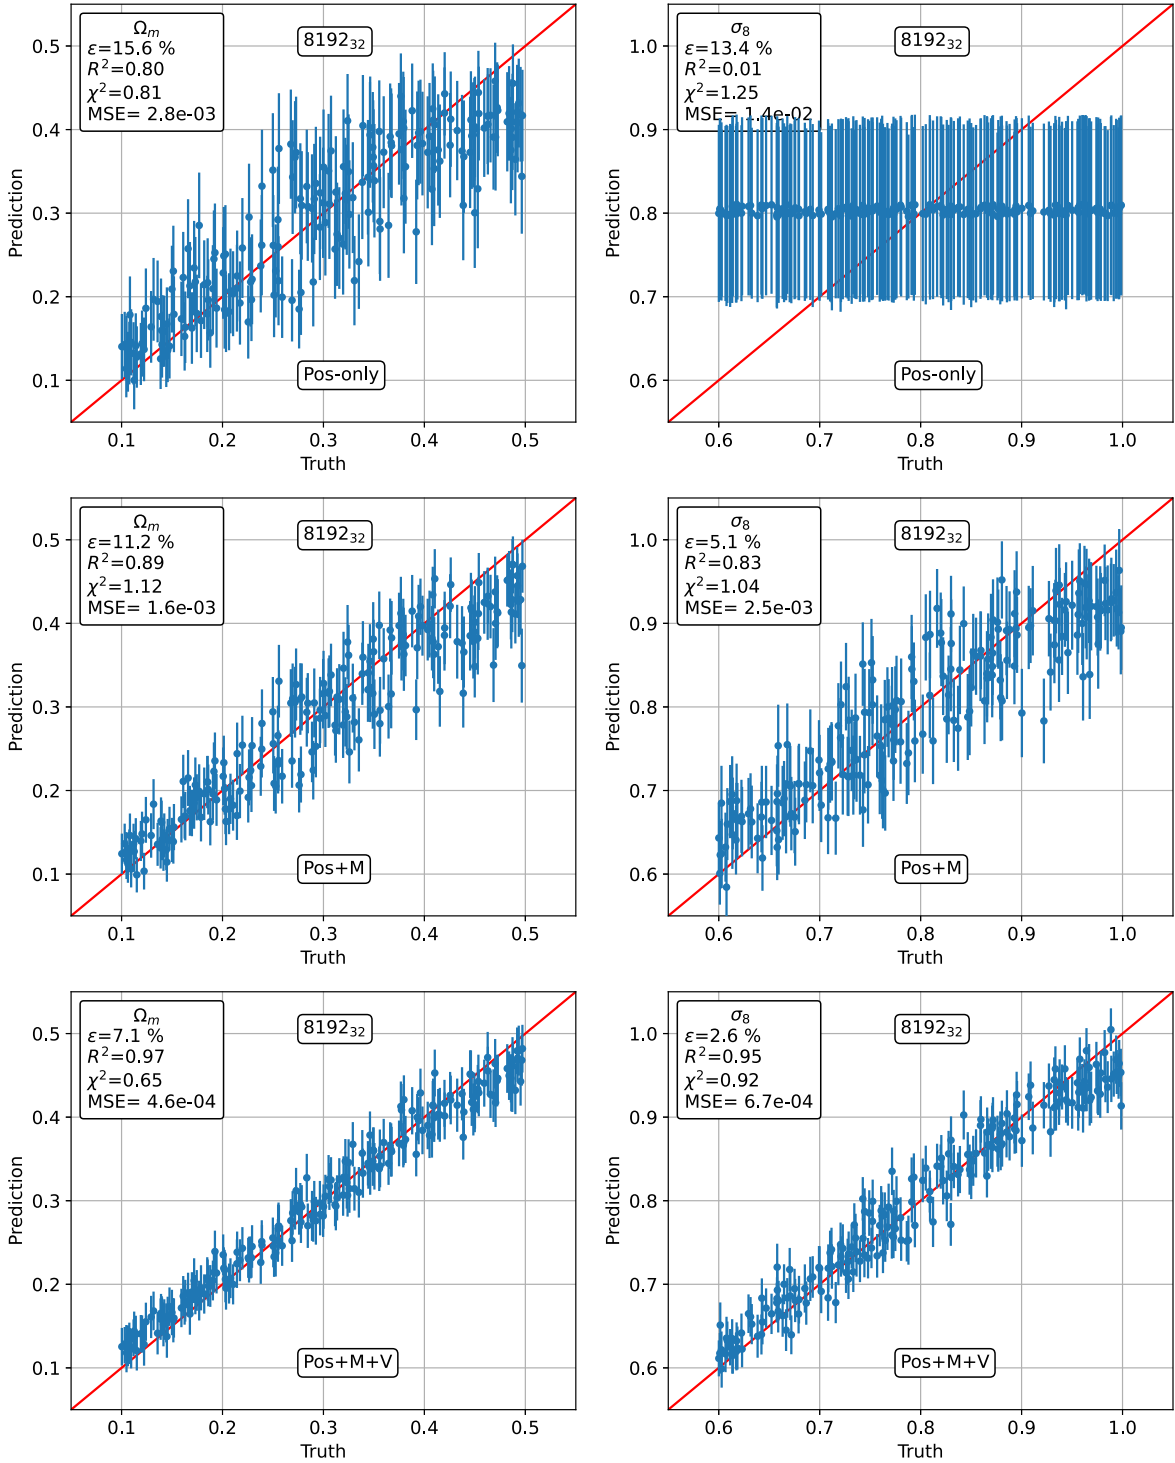 Ω_m
ε=15.6 %
R²=0.80
χ²=0.81
MSE= 2.8e-03
8192₃₂
Pos-only
0.5
0.4
0.3
0.2
0.1
Prediction
0.1 0.2 0.3 0.4 0.5
Truth
σ₈
ε=13.4 %
R²=0.01
χ²=1.25
MSE= 1.4e-02
8192₃₂
Pos-only
1.0
0.9
0.8
0.7
0.6
Prediction
0.6 0.7 0.8 0.9 1.0
Truth
Ω_m
ε=11.2 %
R²=0.89
χ²=1.12
MSE= 1.6e-03
8192₃₂
Pos+M
0.5
0.4
0.3
0.2
0.1
Prediction
0.1 0.2 0.3 0.4 0.5
Truth
σ₈
ε=5.1 %
R²=0.83
χ²=1.04
MSE= 2.5e-03
8192₃₂
Pos+M
1.0
0.9
0.8
0.7
0.6
Prediction
0.6 0.7 0.8 0.9 1.0
Truth
Ω_m
ε=7.1 %
R²=0.97
χ²=0.65
MSE= 4.6e-04
8192₃₂
Pos+M+V
0.5
0.4
0.3
0.2
0.1
Prediction
0.1 0.2 0.3 0.4 0.5
Truth
σ₈
ε=2.6 %
R²=0.95
χ²=0.92
MSE= 6.7e-04
8192₃₂
Pos+M+V
1.0
0.9
0.8
0.7
0.6
Prediction
0.6 0.7 0.8 0.9 1.0
Truth